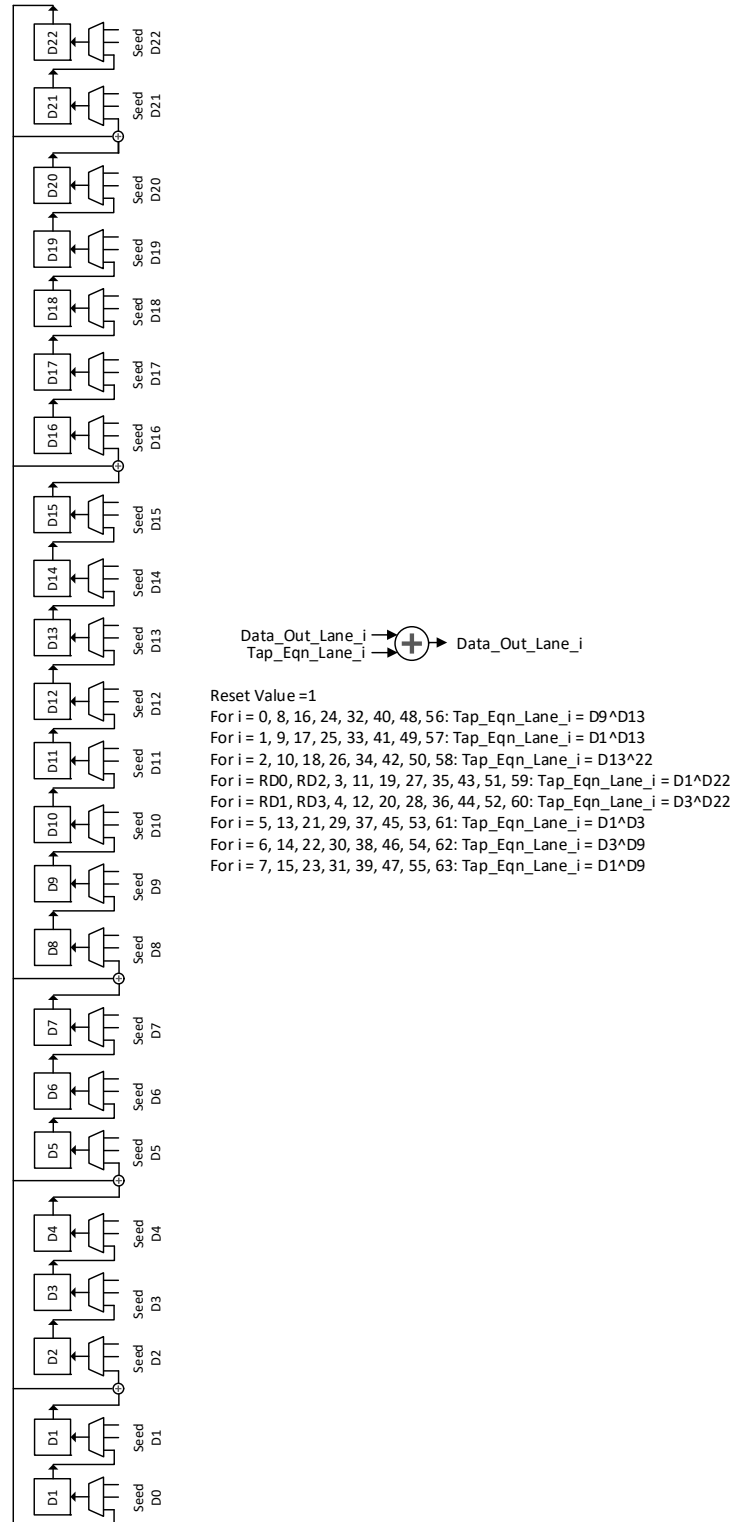 D22
Seed D22
D21
Seed D21
D20
Seed D20
D19
Seed D19
D18
Seed D18
D17
Seed D17
D16
Seed D16
D15
Seed D15
D14
Seed D14
D13
Seed D13
D12
Seed D12
D11
Seed D11
D10
Seed D10
D9
Seed D9
D8
Seed D8
D7
Seed D7
D6
Seed D6
D5
Seed D5
D4
Seed D4
D3
Seed D3
D2
Seed D2
D1
Seed D1
D1
Seed D0
Data_Out_Lane_i
Tap_Eqn_Lane_i
Data_Out_Lane_i
Reset Value =1
For i = 0, 8, 16, 24, 32, 40, 48, 56: Tap_Eqn_Lane_i = D9^D13
For i = 1, 9, 17, 25, 33, 41, 49, 57: Tap_Eqn_Lane_i = D1^D13
For i = 2, 10, 18, 26, 34, 42, 50, 58: Tap_Eqn_Lane_i = D13^22
For i = RD0, RD2, 3, 11, 19, 27, 35, 43, 51, 59: Tap_Eqn_Lane_i = D1^D22
For i = RD1, RD3, 4, 12, 20, 28, 36, 44, 52, 60: Tap_Eqn_Lane_i = D3^D22
For i = 5, 13, 21, 29, 37, 45, 53, 61: Tap_Eqn_Lane_i = D1^D3
For i = 6, 14, 22, 30, 38, 46, 54, 62: Tap_Eqn_Lane_i = D3^D9
For i = 7, 15, 23, 31, 39, 47, 55, 63: Tap_Eqn_Lane_i = D1^D9